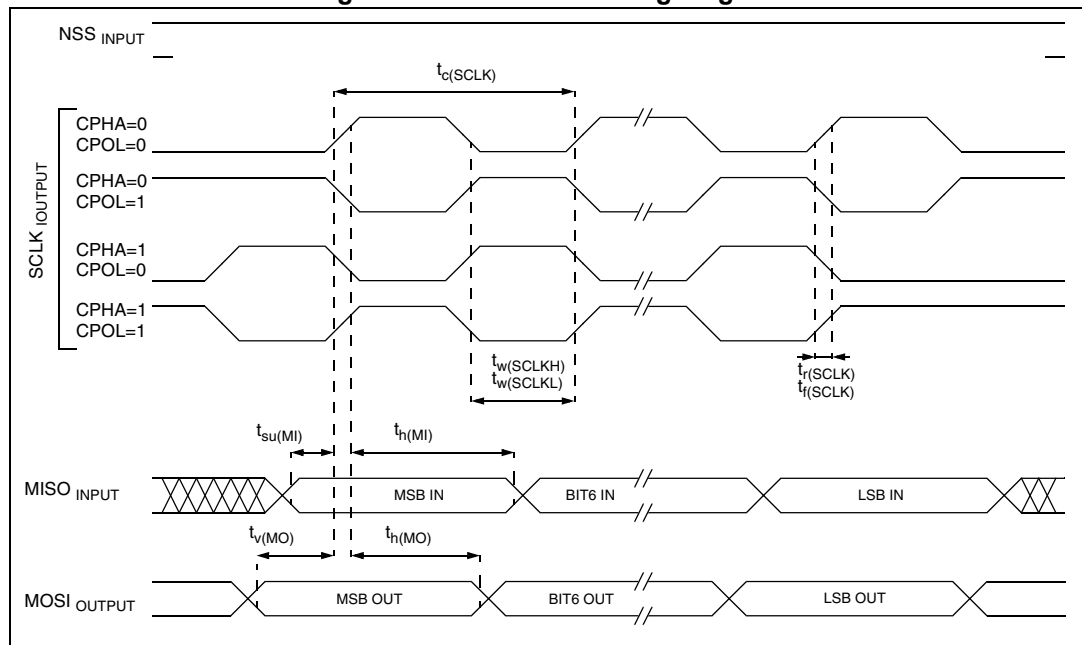 NSS INPUT
tc(SCLK)
SCLK IOUTPUT
CPHA=0
CPOL=0
CPHA=0
CPOL=1
CPHA=1
CPOL=0
CPHA=1
CPOL=1
tw(SCLKH)
tw(SCLKL)
tr(SCLK)
tf(SCLK)
tsu(MI)
th(MI)
MISO INPUT
MSB IN
BIT6 IN
LSB IN
tv(MO)
th(MO)
MOSI OUTPUT
MSB OUT
BIT6 OUT
LSB OUT